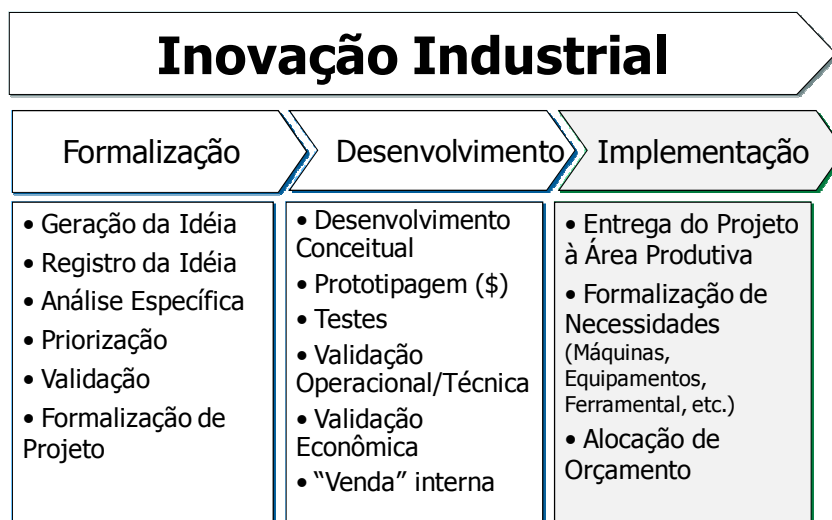 Inovação Industrial
Formalização
Desenvolvimento
Implementação
• Geração da Idéia
• Registro da Idéia
• Análise Específica
• Priorização
• Validação
• Formalização de
Projeto
• Desenvolvimento
Conceitual
• Prototipagem ($)
• Testes
• Validação
Operacional/Técnica
• Validação
Econômica
• “Venda” interna
• Entrega do Projeto
à Área Produtiva
• Formalização de
Necessidades
(Máquinas,
Equipamentos,
Ferramental, etc.)
• Alocação de
Orçamento